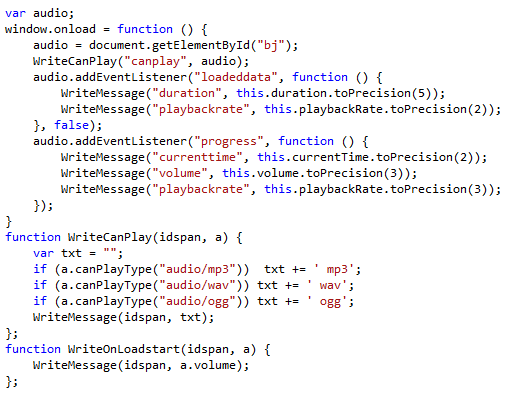 var audio;
window.onload = function () {
    audio = document.getElementById("bj");
    WriteCanPlay("canplay", audio);
    audio.addEventListener("loadeddata", function () {
        WriteMessage("duration", this.duration.toPrecision(5));
        WriteMessage("playbackrate", this.playbackRate.toPrecision(2));
    }, false);
    audio.addEventListener("progress", function () {
        WriteMessage("currenttime", this.currentTime.toPrecision(2));
        WriteMessage("volume", this.volume.toPrecision(3));
        WriteMessage("playbackrate", this.playbackRate.toPrecision(3));
    });
}
function WriteCanPlay(idspan, a) {
    var txt = "";
    if (a.canPlayType("audio/mp3"))  txt += ' mp3';
    if (a.canPlayType("audio/wav")) txt += ' wav';
    if (a.canPlayType("audio/ogg")) txt += ' ogg';
    WriteMessage(idspan, txt);
};
function WriteOnLoadstart(idspan, a) {
    WriteMessage(idspan, a.volume);
};